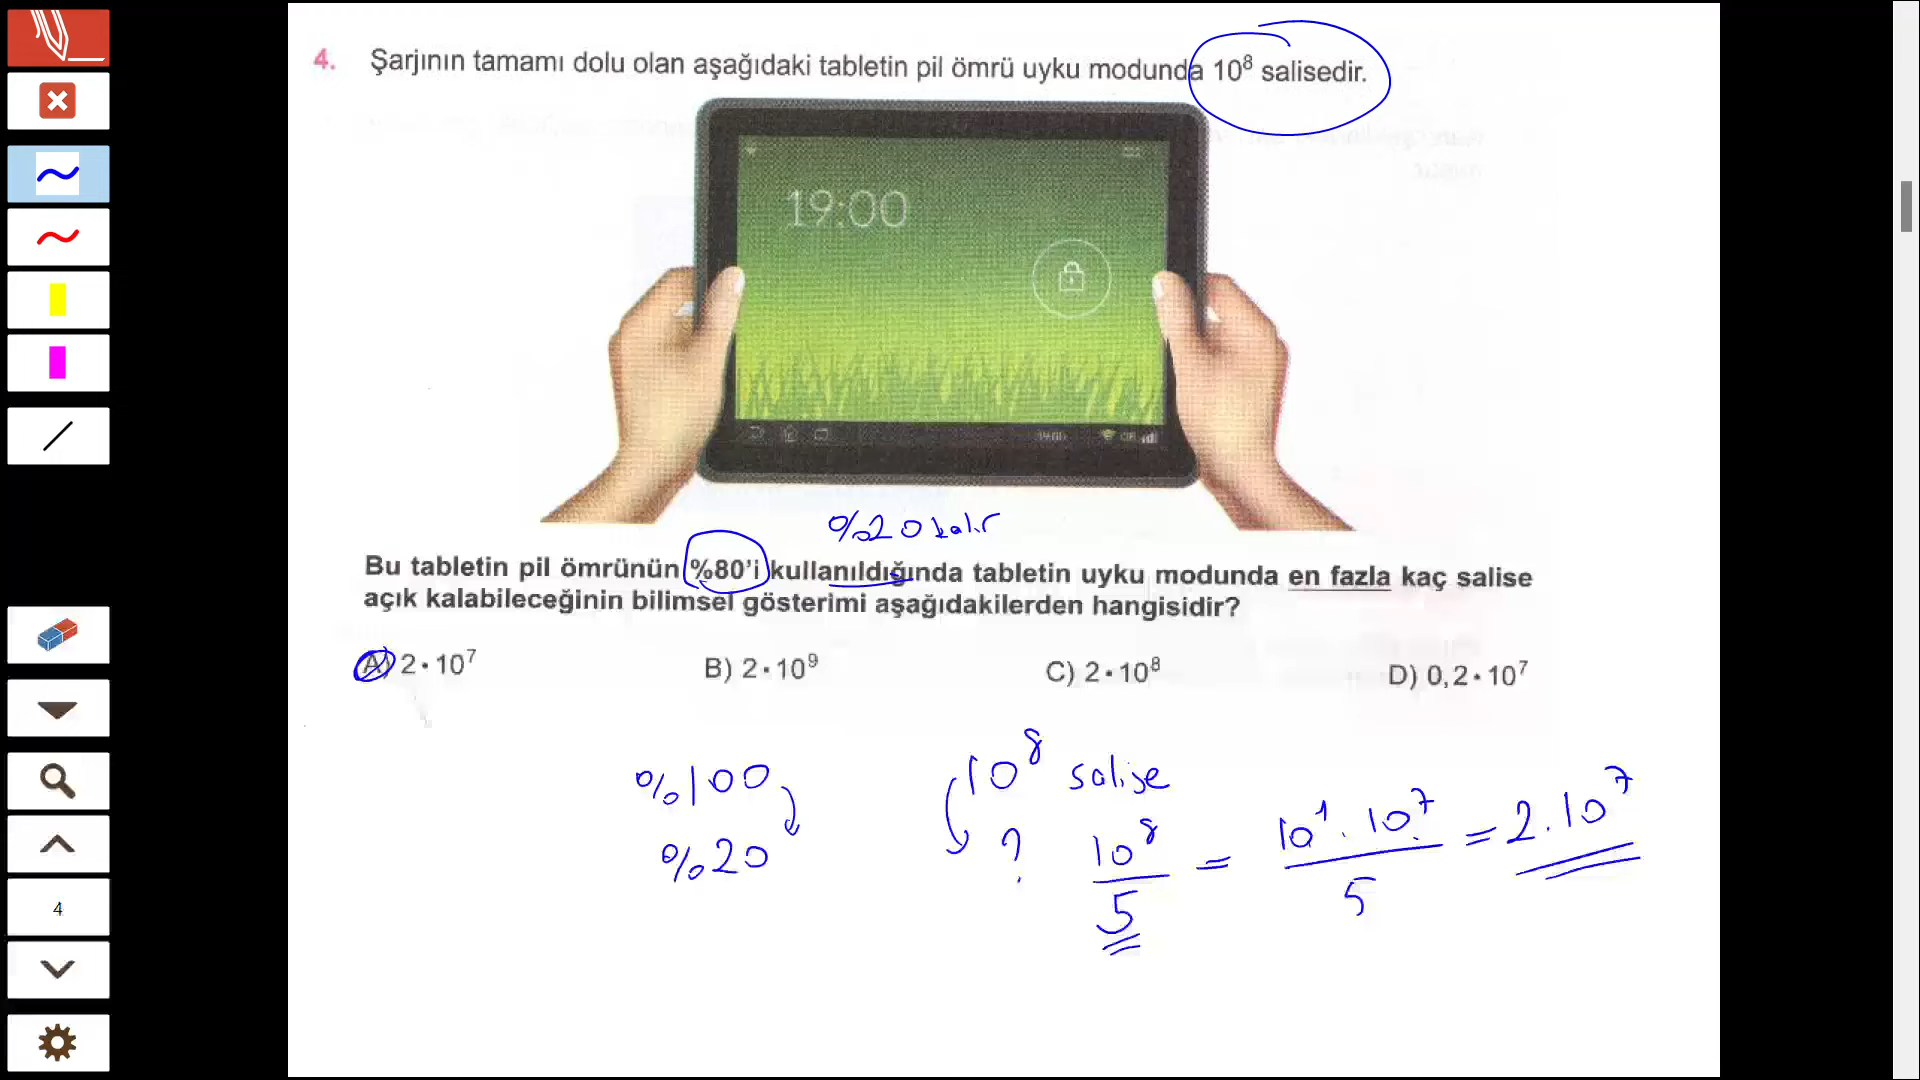 4. Şarjının tamamı dolu olan aşağıdaki tabletin pil ömrü uyku modunda 10⁸ salisedir.
19:00
%20 kalır
Bu tabletin pil ömrünün %80'i kullanıldığında tabletin uyku modunda en fazla kaç salise
açık kalabileceğinin bilimsel gösterimi aşağıdakilerden hangisidir?
A) 2·10⁷ B) 2·10⁹ C) 2·10⁸ D) 0,2·10⁷
%100 10⁸ salise
%20 ? 10⁸/5 = 10¹·10⁷/5 = 2.10⁷
4